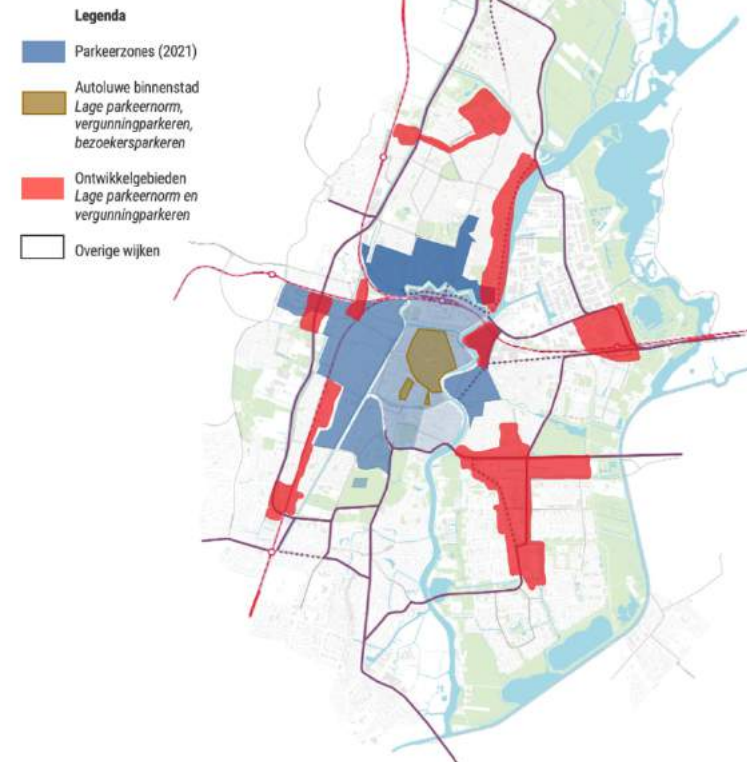 Legenda
Parkeerzones (2021)
Autoluwe binnenstad
Lage parkeernorm,
vergunningparkeren,
bezoekersparkeren
Ontwikkelgebieden
Lage parkeernorm en
vergunningparkeren
Overige wijken